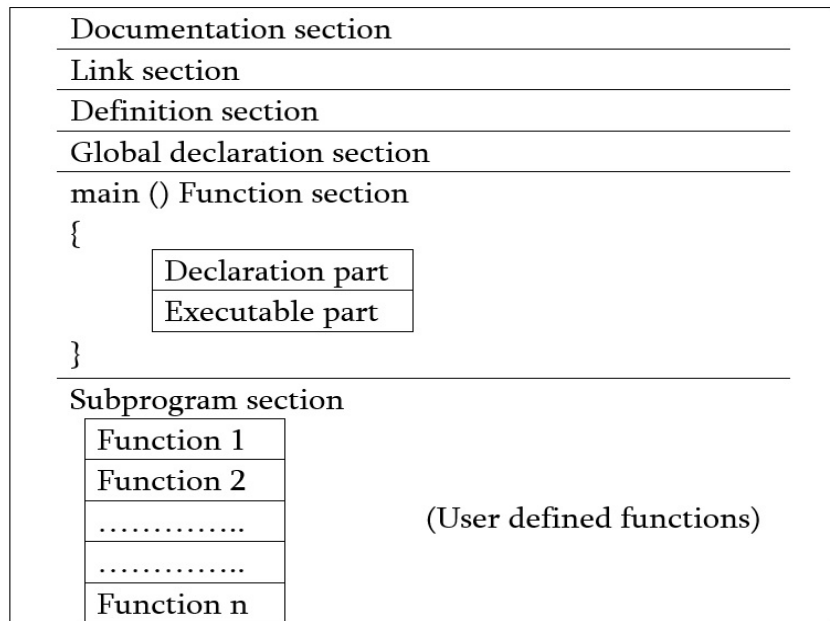 Documentation section
Link section
Definition section
Global declaration section
main () Function section
{
Declaration part
Executable part
}
Subprogram section
Function 1
Function 2
…………..
(User defined functions)
…………..
Function n